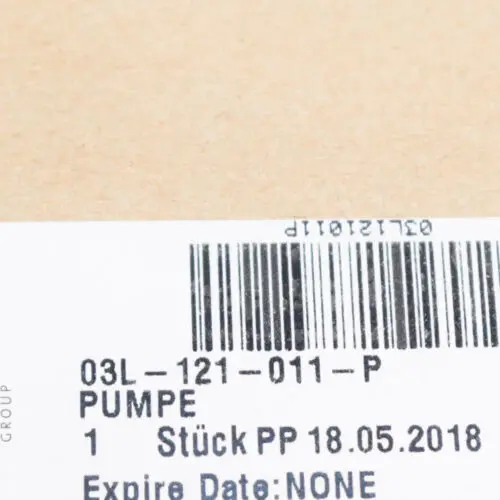 03L121011P
03L-121-011-P
PUMPE
1 Stück PP 18.05.2018
Expire Date:NONE
GROUP